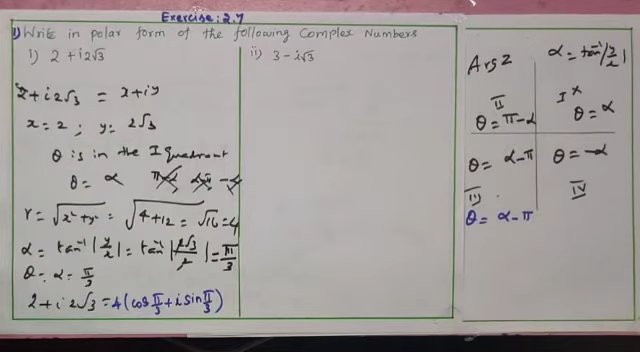 Exercise: 2.7
1) Write in polar form of the following Complex Numbers
i) 2 + i2√3
2 + i2√3 = x + iy
x = 2 ; y = 2√3
θ is in the I Quadrant
θ = α π-α α-π -α
r = √x² + y² = √4+12 = √16 = 4
α = tan⁻¹|y/x| = tan⁻¹|2√3/2| = π/3
θ = α = π/3
2 + i2√3 = 4(cos π/3 + i sin π/3)
ii) 3 - i√3
Arg Z α = tan⁻¹|y/x|
II I x
θ = π-α θ = α
θ = α-π θ = -α
III IV
θ = α-π